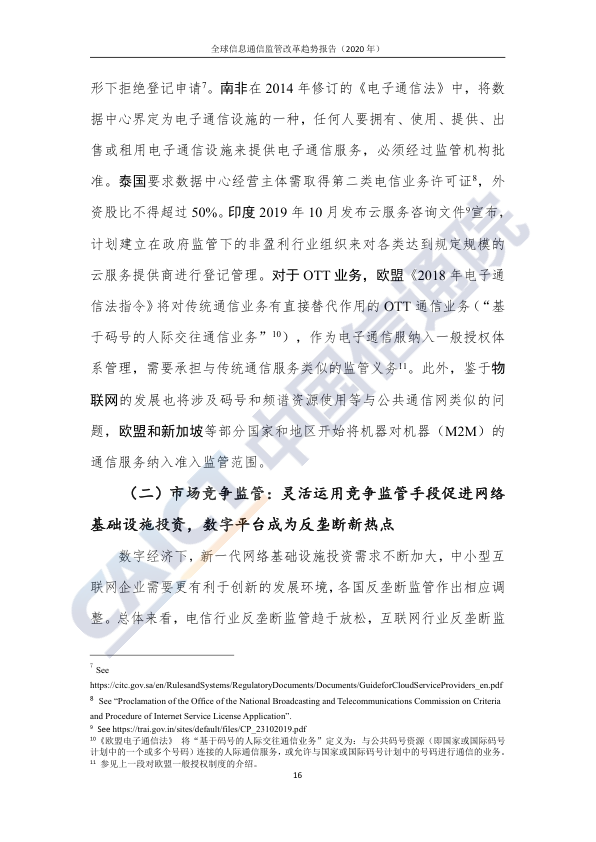 全球信息通信监管改革趋势报告（2020 年）
形下拒绝登记申请7。南非在 2014 年修订的《电子通信法》中，将数
据中心界定为电子通信设施的一种，任何人要拥有、使用、提供、出
售或租用电子通信设施来提供电子通信服务，必须经过监管机构批
准。泰国要求数据中心经营主体需取得第二类电信业务许可证8，外
资股比不得超过 50%。印度 2019 年 10 月发布云服务咨询文件9宣布，
计划建立在政府监管下的非盈利行业组织来对各类达到规定规模的
云服务提供商进行登记管理。对于 OTT 业务，欧盟《2018 年电子通
信法指令》将对传统通信业务有直接替代作用的 OTT 通信业务（“基
于码号的人际交往通信业务”10），作为电子通信服纳入一般授权体
系管理，需要承担与传统通信服务类似的监管义务11。此外，鉴于物
联网的发展也将涉及码号和频谱资源使用等与公共通信网类似的问
题，欧盟和新加坡等部分国家和地区开始将机器对机器（M2M）的
通信服务纳入准入监管范围。
（二）市场竞争监管：灵活运用竞争监管手段促进网络
基础设施投资，数字平台成为反垄断新热点
数字经济下，新一代网络基础设施投资需求不断加大，中小型互
联网企业需要更有利于创新的发展环境，各国反垄断监管作出相应调
整。总体来看，电信行业反垄断监管趋于放松，互联网行业反垄断监
7 See
https://citc.gov.sa/en/RulesandSystems/RegulatoryDocuments/Documents/GuideforCloudServiceProviders_en.pdf
8 See “Proclamation of the Office of the National Broadcasting and Telecommunications Commission on Criteria
and Procedure of Internet Service License Application”.
9 See https://trai.gov.in/sites/default/files/CP_23102019.pdf
10《欧盟电子通信法》 将“基于码号的人际交往通信业务”定义为：与公共码号资源（即国家或国际码号
计划中的一个或多个号码）连接的人际通信服务，或允许与国家或国际码号计划中的号码进行通信的业务。
11 参见上一段对欧盟一般授权制度的介绍。
16
CAICT 中国信通院